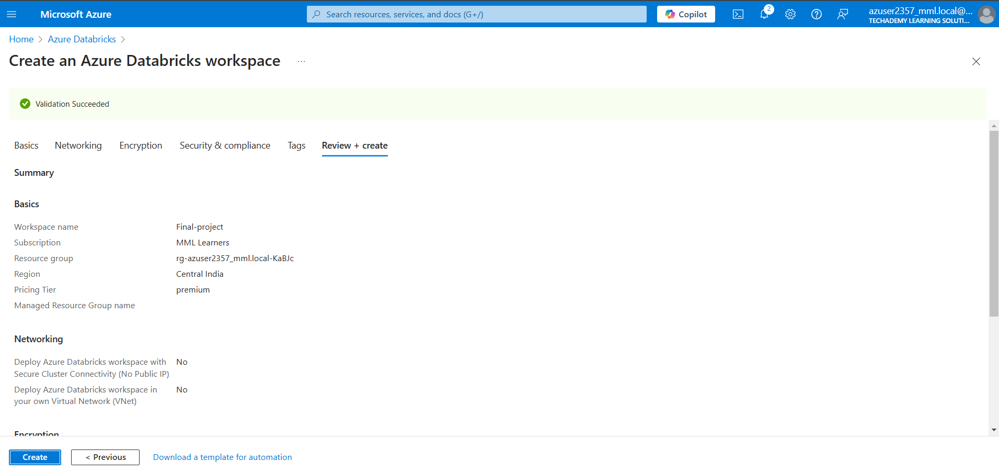 Microsoft Azure
Search resources, services, and docs (G+/)
Copilot
2
azuser2357_mml.local@...
TECHADEMY LEARNING SOLUTI...
Home > Azure Databricks >
Create an Azure Databricks workspace ...
Validation Succeeded
Basics Networking Encryption Security & compliance Tags Review + create
Summary
Basics
Workspace name Final-project
Subscription MML Learners
Resource group rg-azuser2357_mml.local-KaBJc
Region Central India
Pricing Tier premium
Managed Resource Group name
Networking
Deploy Azure Databricks workspace with No
Secure Cluster Connectivity (No Public IP)
Deploy Azure Databricks workspace in No
your own Virtual Network (VNet)
Encryption
Create < Previous Download a template for automation